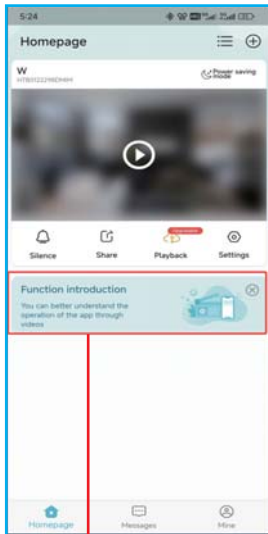 5:24
Homepage
W
Power saving
mode
Silence
Share
Playback
Settings
Function introduction
You can better understand the
operation of the app through
videos
Homepage
Messages
Mine